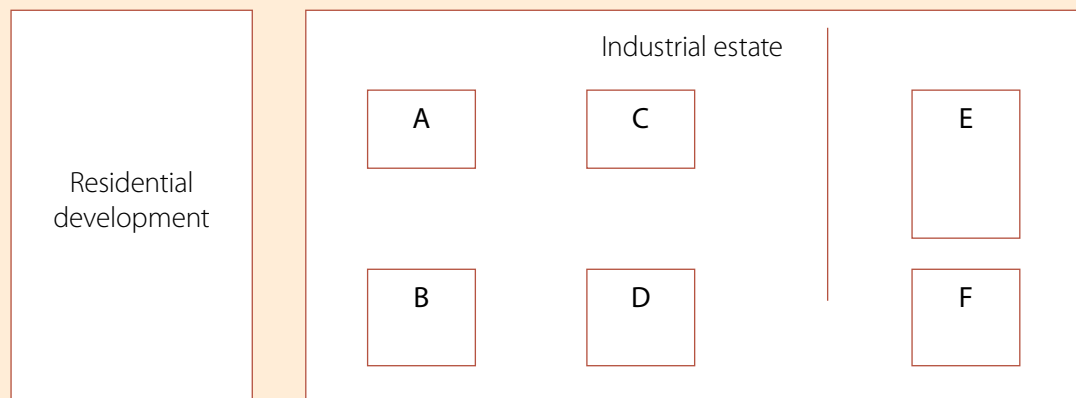 Industrial estate
A
C
E
Residential
development
B
D
F